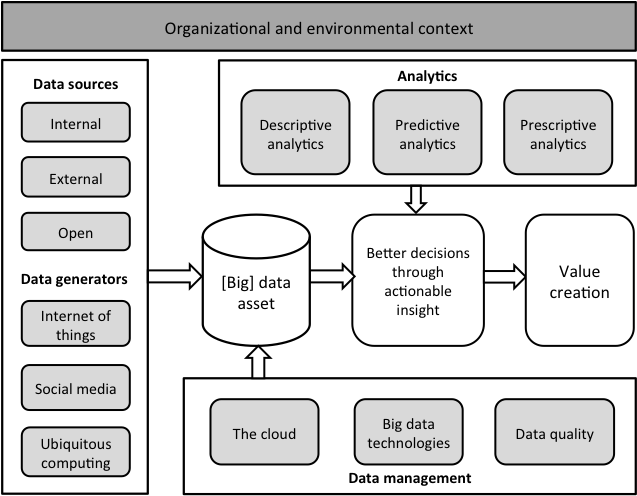 Organizational and environmental context
Data sources
Internal
External
Open
Data generators
Internet of
things
Social media
Ubiquitous
computing
Analytics
Descriptive
analytics
Predictive
analytics
Prescriptive
analytics
[Big] data
asset
Better decisions
through
actionable
insight
Value
creation
The cloud
Big data
technologies
Data quality
Data management